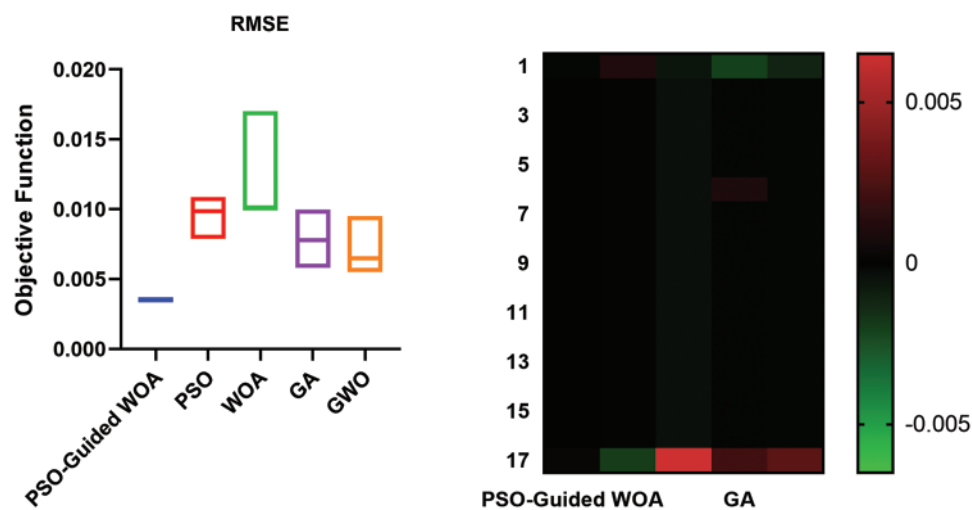 RMSE
Objective Function
0.020
0.015
0.010
0.005
0.000
PSO-Guided WOA
PSO
WOA
GA
GWO
1
3
5
7
9
11
13
15
17
PSO-Guided WOA
GA
0.005
0
-0.005